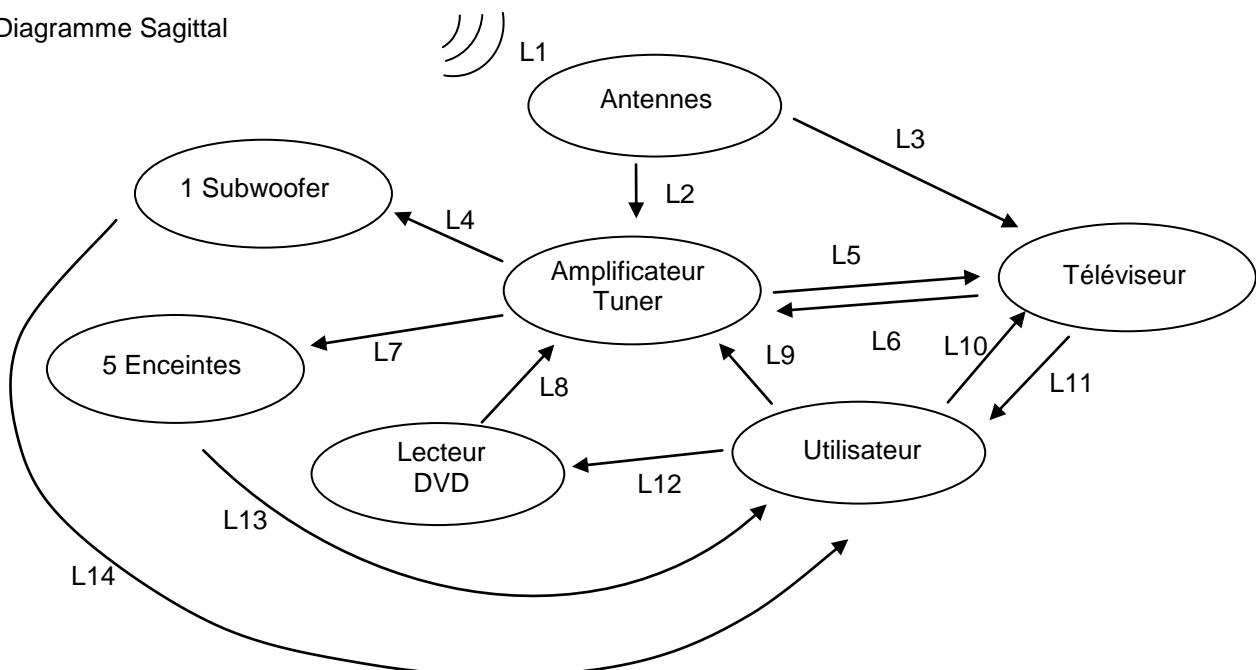 Diagramme Sagittal
L1
Antennes
L3
1 Subwoofer
L2
L4
Amplificateur
Tuner
L5
Téléviseur
L7
5 Enceintes
L6
L10
L9
L11
L8
Lecteur
DVD
Utilisateur
L12
L13
L14